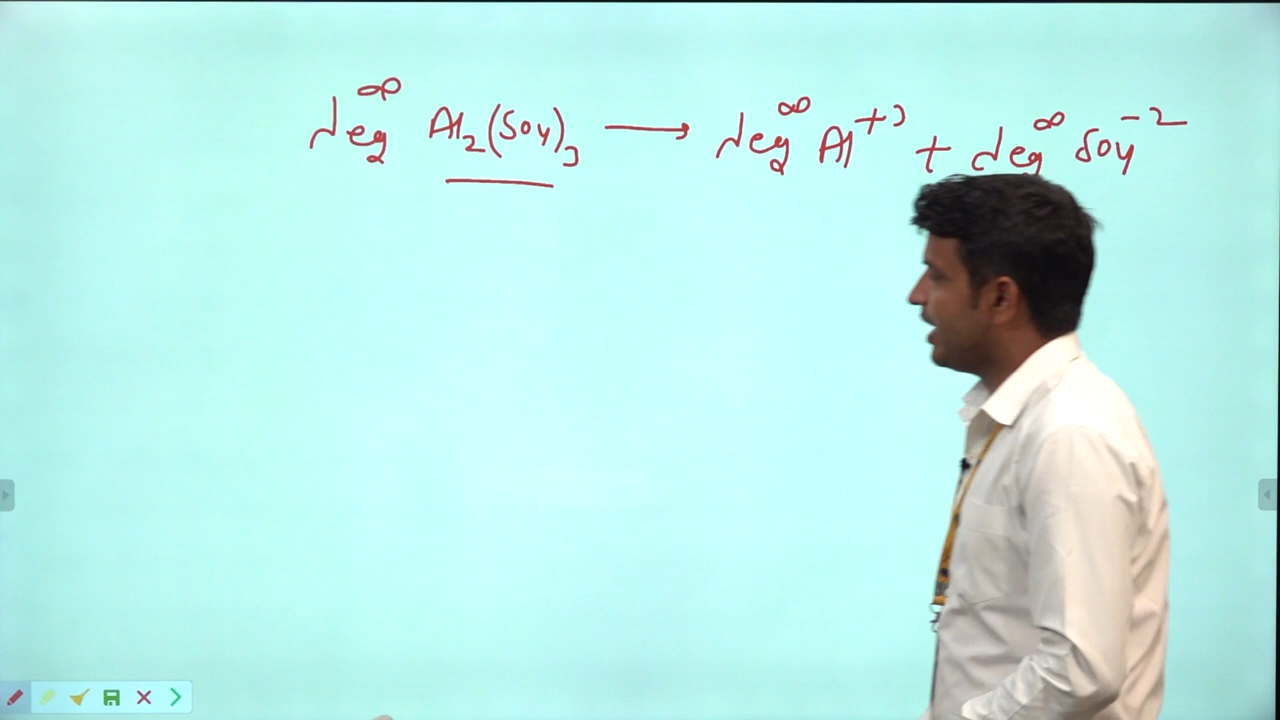 λeq^∞ Al₂(SO₄)₃ ⟶ λeq^∞ Al⁺³ + λeq^∞ SO₄⁻²